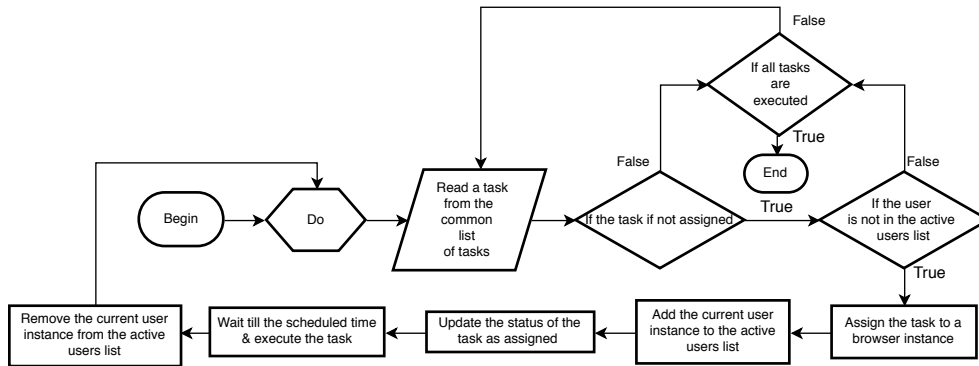 False
If all tasks
are
executed
True
End
False
False
Begin
Do
Read a task
from the
common
list
of tasks
If the task if not assigned
True
If the user
is not in the active
users list
True
Remove the current user
instance from the active
users list
Wait till the scheduled time
& execute the task
Update the status of the
task as assigned
Add the current user
instance to the active
users list
Assign the task to a
browser instance